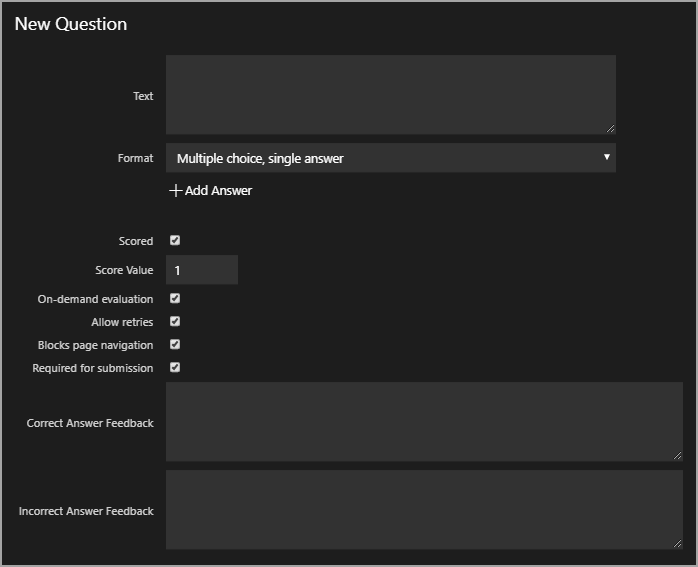 New Question
Text
Format Multiple choice, single answer
Add Answer
Scored
Score Value 1
On-demand evaluation
Allow retries
Blocks page navigation
Required for submission
Correct Answer Feedback
Incorrect Answer Feedback